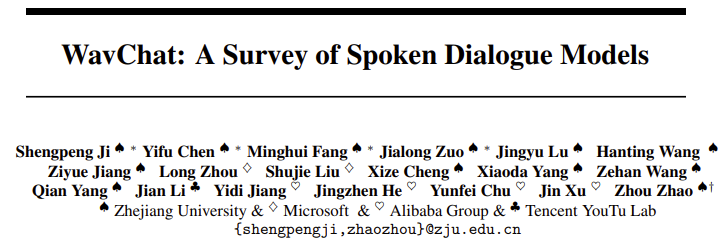 WavChat: A Survey of Spoken Dialogue Models
Shengpeng Ji ♠ * Yifu Chen ♠ * Minghui Fang ♠ * Jialong Zuo ♠ * Jingyu Lu ♠ Hanting Wang ♠
Ziyue Jiang ♠ Long Zhou ♢ Shujie Liu ♢ Xize Cheng ♠ Xiaoda Yang ♠ Zehan Wang ♠
Qian Yang ♠ Jian Li ♣ Yidi Jiang ♡ Jingzhen He ♡ Yunfei Chu ♡ Jin Xu ♡ Zhou Zhao ♠†
♠ Zhejiang University & ♢ Microsoft & ♡ Alibaba Group & ♣ Tencent YouTu Lab
{shengpengji,zhaozhou}@zju.edu.cn